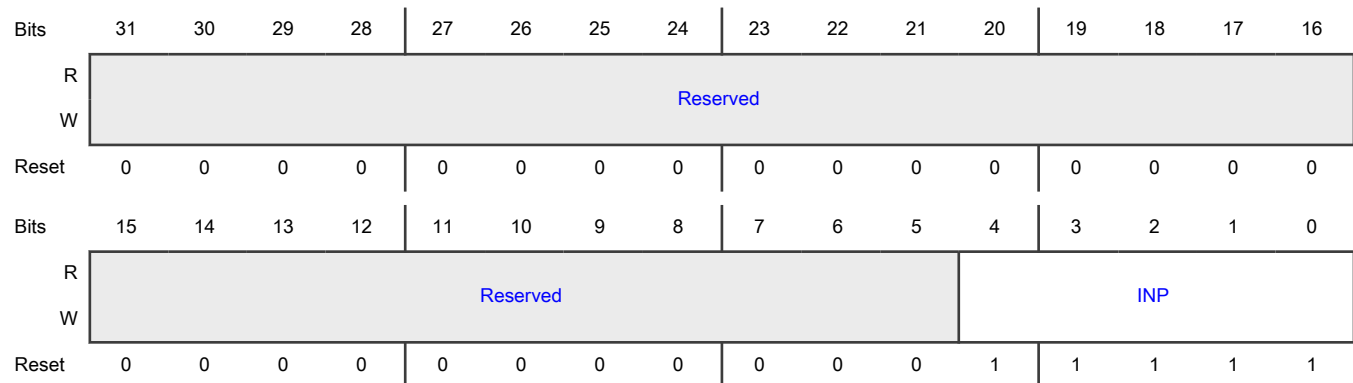 Bits 31 30 29 28 27 26 25 24 23 22 21 20 19 18 17 16
R
Reserved
W
Reset 0 0 0 0 0 0 0 0 0 0 0 0 0 0 0 0
Bits 15 14 13 12 11 10 9 8 7 6 5 4 3 2 1 0
R
Reserved INP
W
Reset 0 0 0 0 0 0 0 0 0 0 0 1 1 1 1 1